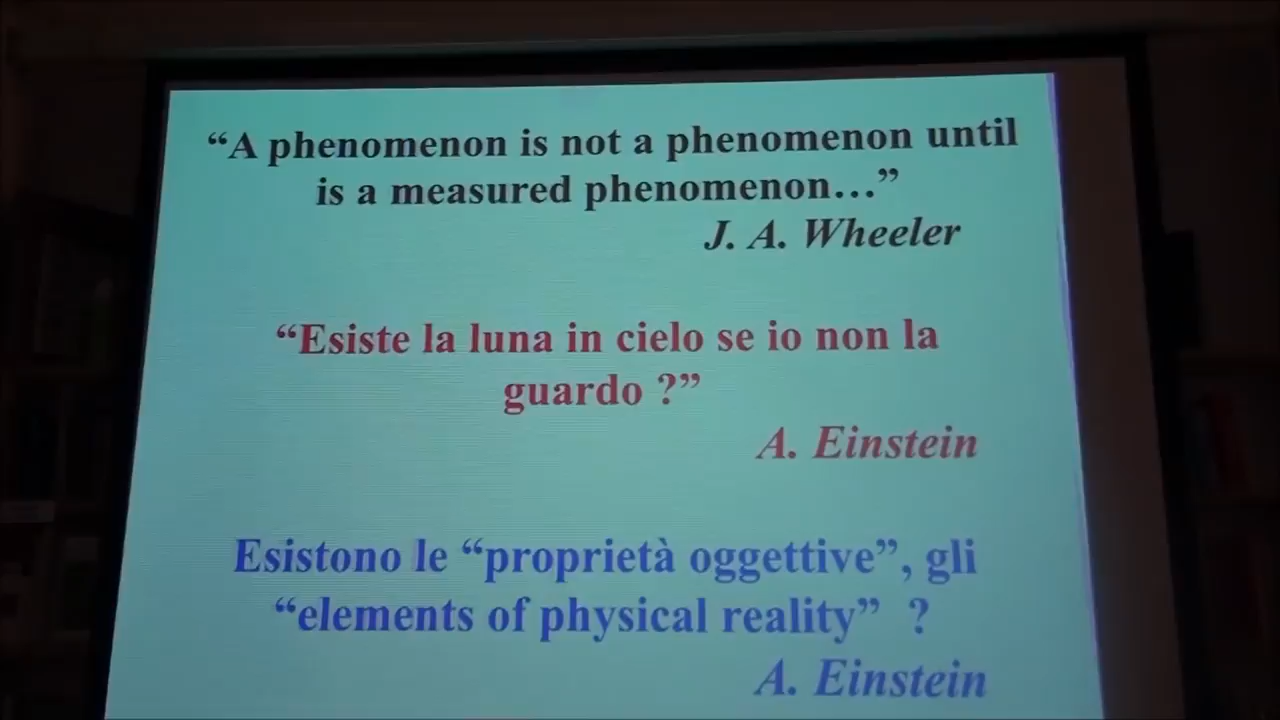 “A phenomenon is not a phenomenon until
is a measured phenomenon…”
J. A. Wheeler
“Esiste la luna in cielo se io non la
guardo ?”
A. Einstein
Esistono le “proprietà oggettive”, gli
“elements of physical reality” ?
A. Einstein